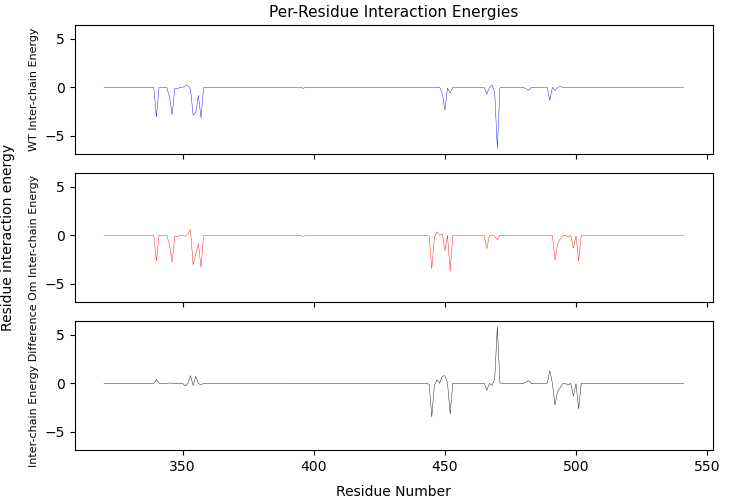 Per-Residue Interaction Energies
Residue interaction energy
WT Inter-chain Energy
5
0
−5
Om Inter-chain Energy
5
0
−5
Inter-chain Energy Difference
5
0
−5
350
400
450
500
550
Residue Number